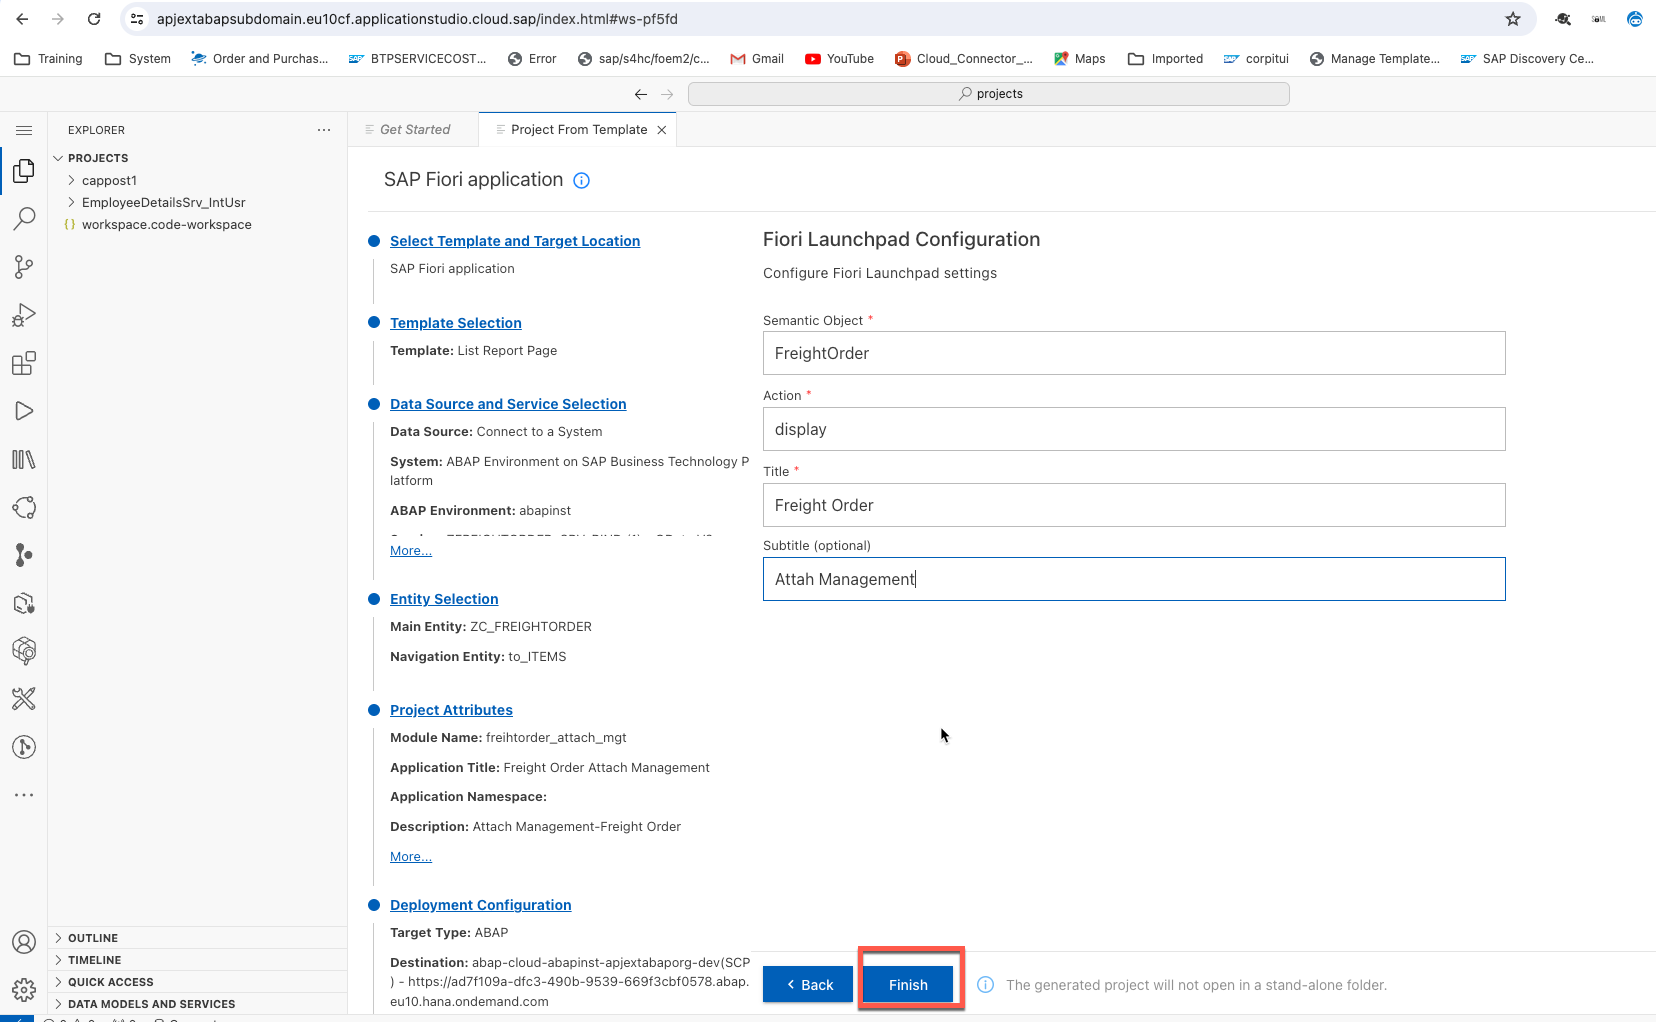 apjextabapsubdomain.eu10cf.applicationstudio.cloud.sap/index.html#ws-pf5fd
Training System Order and Purchas... BTPSERVICECOST... Error sap/s4hc/foem2/c... Gmail YouTube Cloud_Connector_... Maps Imported corpitui Manage Template... SAP Discovery Ce...
projects
EXPLORER
Get Started
Project From Template
PROJECTS
cappost1
EmployeeDetailsSrv_IntUsr
{} workspace.code-workspace
SAP Fiori application
Select Template and Target Location
SAP Fiori application
Template Selection
Template: List Report Page
Data Source and Service Selection
Data Source: Connect to a System
System: ABAP Environment on SAP Business Technology P
latform
ABAP Environment: abapinst
More...
Entity Selection
Main Entity: ZC_FREIGHTORDER
Navigation Entity: to_ITEMS
Project Attributes
Module Name: freihtorder_attach_mgt
Application Title: Freight Order Attach Management
Application Namespace:
Description: Attach Management-Freight Order
More...
Deployment Configuration
Target Type: ABAP
Destination: abap-cloud-abapinst-apjextabaporg-dev(SCP
) - https://ad7f109a-dfc3-490b-9539-669f3cbf0578.abap.
eu10.hana.ondemand.com
Fiori Launchpad Configuration
Configure Fiori Launchpad settings
Semantic Object *
FreightOrder
Action *
display
Title *
Freight Order
Subtitle (optional)
Attah Management
Back
Finish
The generated project will not open in a stand-alone folder.
OUTLINE
TIMELINE
QUICK ACCESS
DATA MODELS AND SERVICES